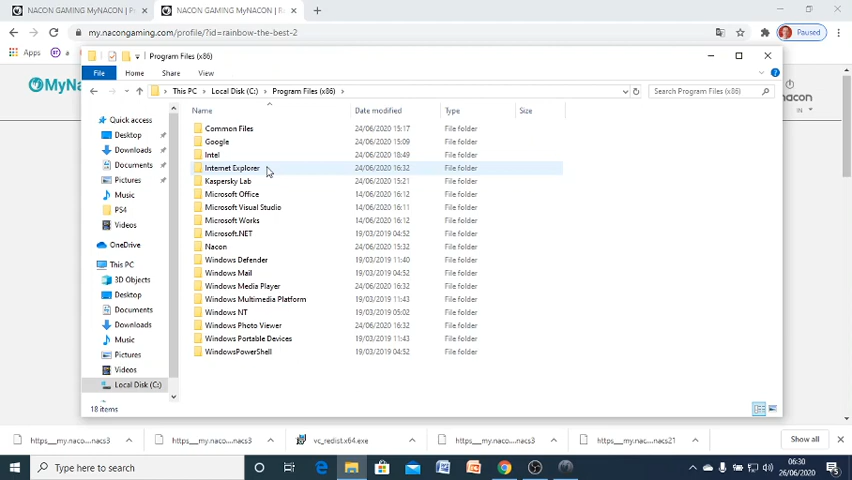 NACON GAMING MyNACON | P
NACON GAMING MyNACON | R
my.nacongaming.com/profile/?id=rainbow-the-best-2
Paused
Apps
MyNa
nacon
Program Files (x86)
File Home Share View
This PC Local Disk (C:) Program Files (x86)
Search Program Files (x86)
Name Date modified Type Size
Quick access
Desktop
Downloads
Documents
Pictures
Music
PS4
Videos
OneDrive
This PC
3D Objects
Desktop
Documents
Downloads
Music
Pictures
Videos
Local Disk (C:)
Common Files 24/06/2020 15:17 File folder
Google 24/06/2020 15:09 File folder
Intel 24/06/2020 18:49 File folder
Internet Explorer 24/06/2020 16:32 File folder
Kaspersky Lab 24/06/2020 15:21 File folder
Microsoft Office 14/06/2020 16:12 File folder
Microsoft Visual Studio 14/06/2020 16:11 File folder
Microsoft Works 14/06/2020 16:12 File folder
Microsoft.NET 19/03/2019 04:52 File folder
Nacon 24/06/2020 15:32 File folder
Windows Defender 19/03/2019 11:40 File folder
Windows Mail 19/03/2019 04:52 File folder
Windows Media Player 24/06/2020 16:32 File folder
Windows Multimedia Platform 19/03/2019 11:43 File folder
Windows NT 19/03/2019 05:02 File folder
Windows Photo Viewer 24/06/2020 16:32 File folder
Windows Portable Devices 19/03/2019 11:43 File folder
WindowsPowerShell 19/03/2019 04:52 File folder
18 items
https___my.naco....nacs3
https___my.naco....nacs3
vc_redist.x64.exe
https___my.naco....nacs3
https___my.na....nacs21
Show all
Type here to search
06:30
26/06/2020